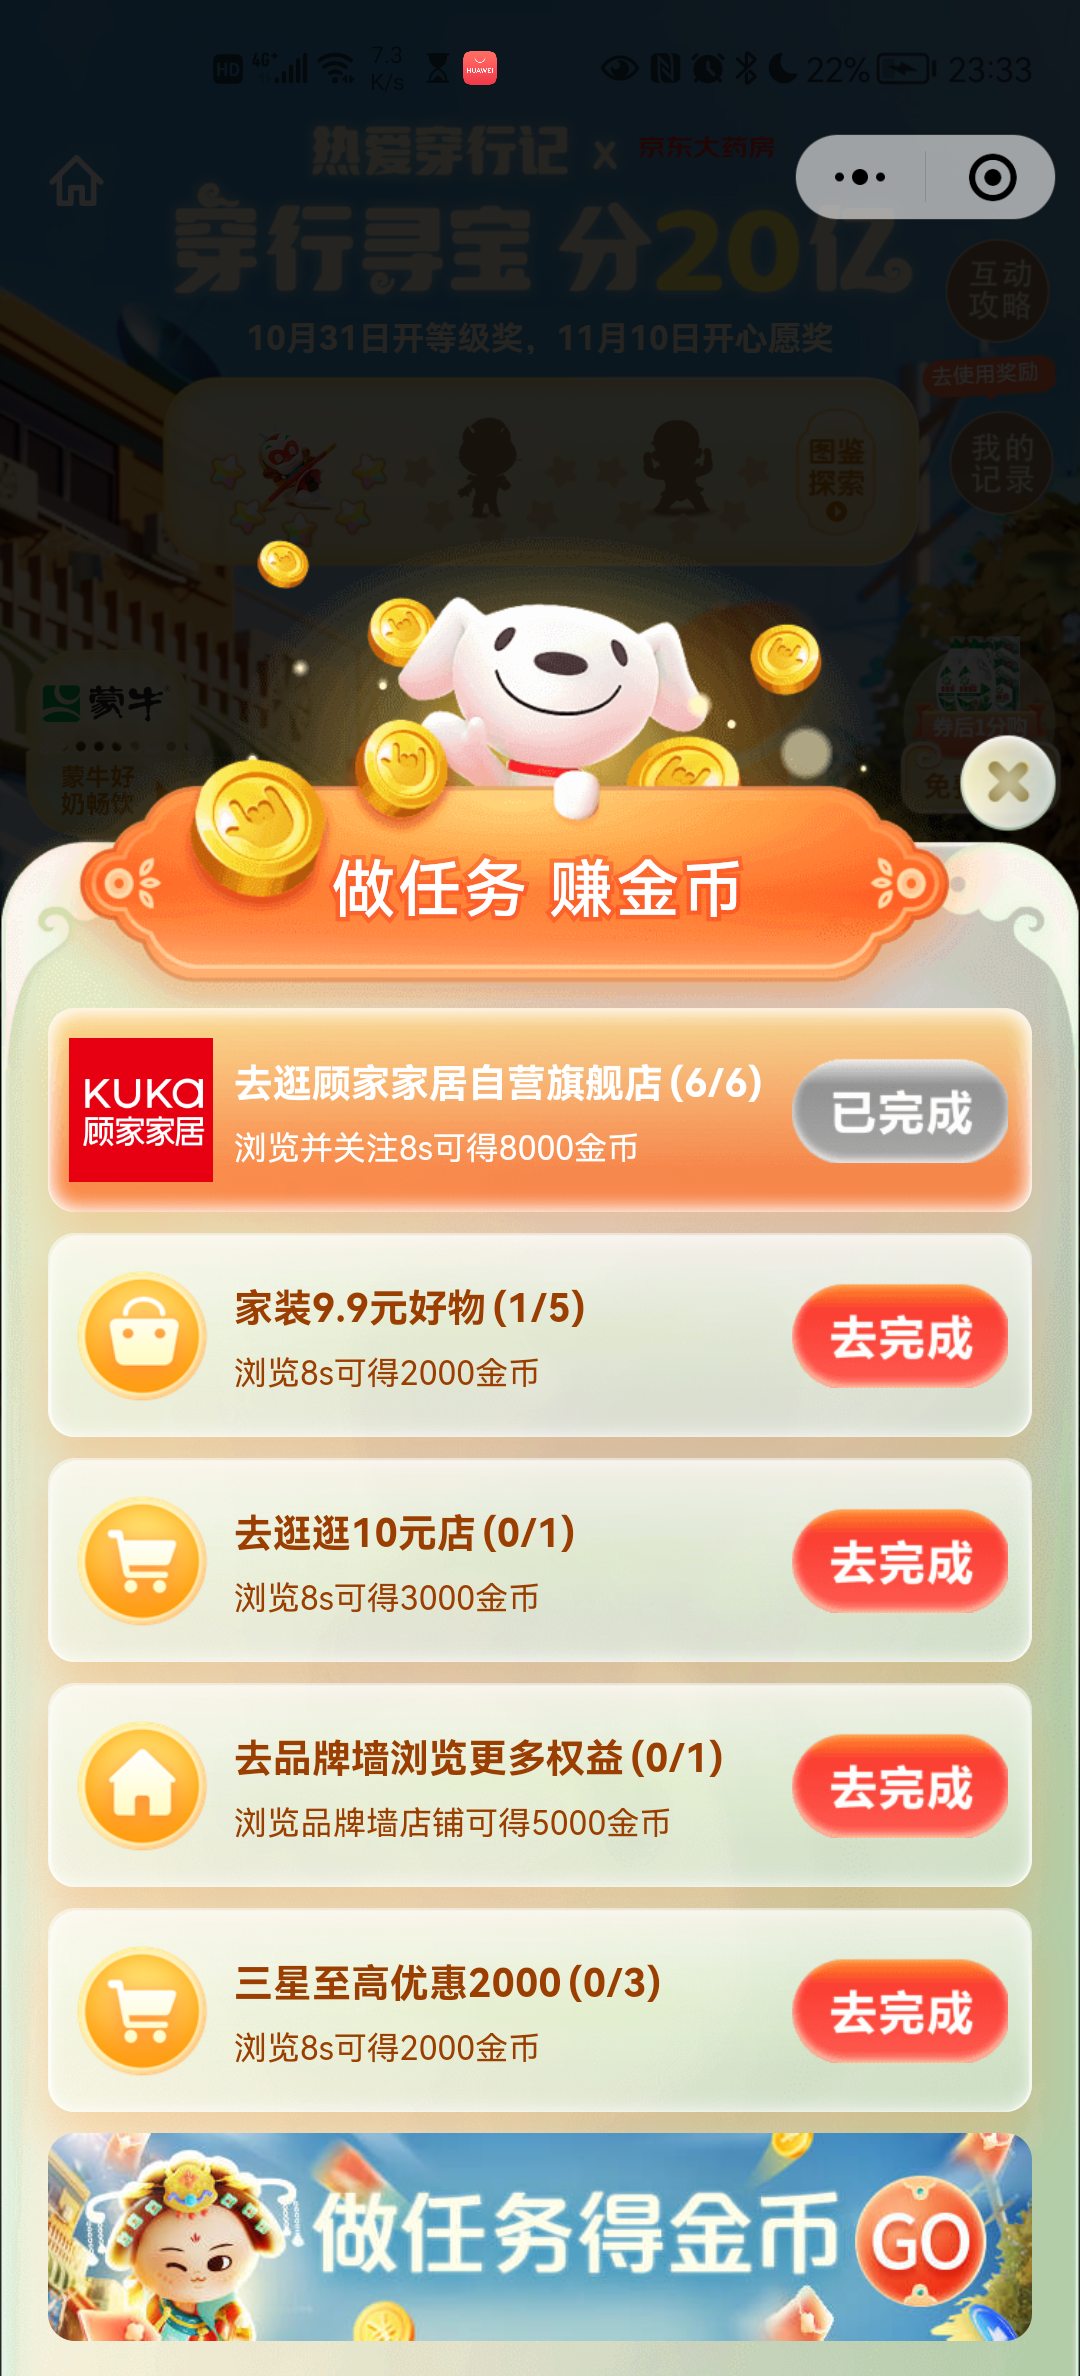 HD 4G+ 7.3 K/s HUAWEI 22% 23:33
热爱穿行记 x 京东大药房
穿行寻宝 分20亿
互动攻略
10月31日开等级奖，11月10日开心愿奖
去使用奖励
图鉴探索
我的记录
蒙牛
蒙牛好奶畅饮
券后1分购
免
做任务 赚金币
KUKa
顾家家居
去逛顾家家居自营旗舰店(6/6)
浏览并关注8s可得8000金币
已完成
家装9.9元好物(1/5)
浏览8s可得2000金币
去完成
去逛逛10元店(0/1)
浏览8s可得3000金币
去完成
去品牌墙浏览更多权益(0/1)
浏览品牌墙店铺可得5000金币
去完成
三星至高优惠2000(0/3)
浏览8s可得2000金币
去完成
做任务得金币 GO